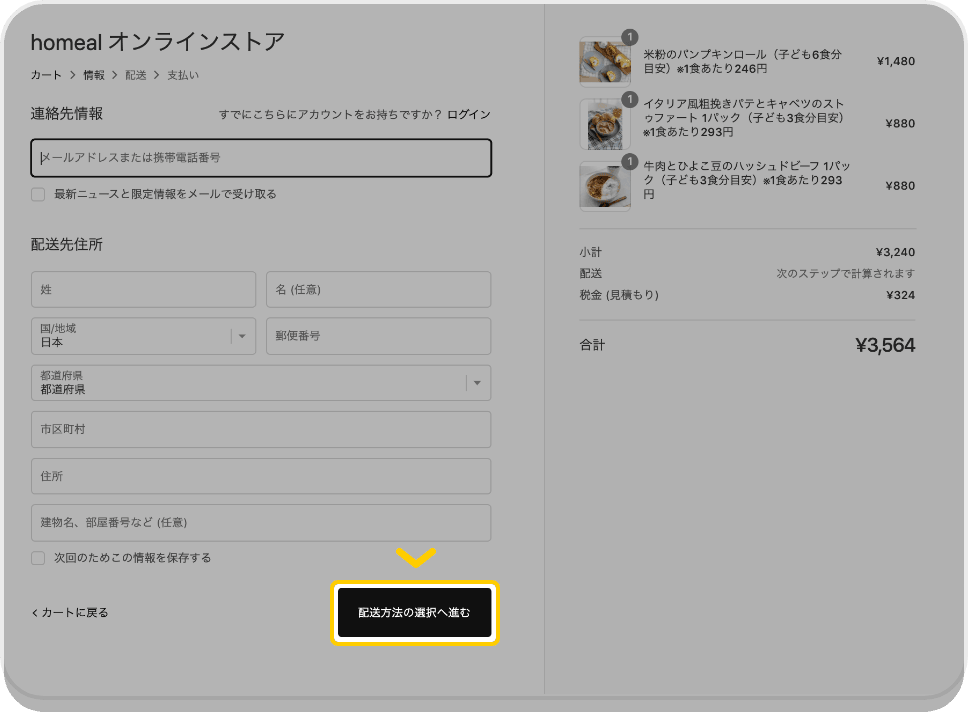 homeal オンラインストア
カート > 情報 > 配送 > 支払い
連絡先情報
すでにこちらにアカウントをお持ちですか? ログイン
メールアドレスまたは携帯電話番号
最新ニュースと限定情報をメールで受け取る
配送先住所
姓
名 (任意)
国/地域
日本
郵便番号
都道府県
都道府県
市区町村
住所
建物名、部屋番号など (任意)
次回のためこの情報を保存する
< カートに戻る
配送方法の選択へ進む
1
米粉のパンプキンロール(子ども6食分
目安)※1食あたり246円
¥1,480
1
イタリア風粗挽きパテとキャベツのスト
ゥファート 1パック(子ども3食分目安)
※1食あたり293円
¥880
1
牛肉とひよこ豆のハッシュドビーフ 1パッ
ク(子ども3食分目安)※1食あたり293
円
¥880
小計 ¥3,240
配送 次のステップで計算されます
税金 (見積もり) ¥324
合計 ¥3,564